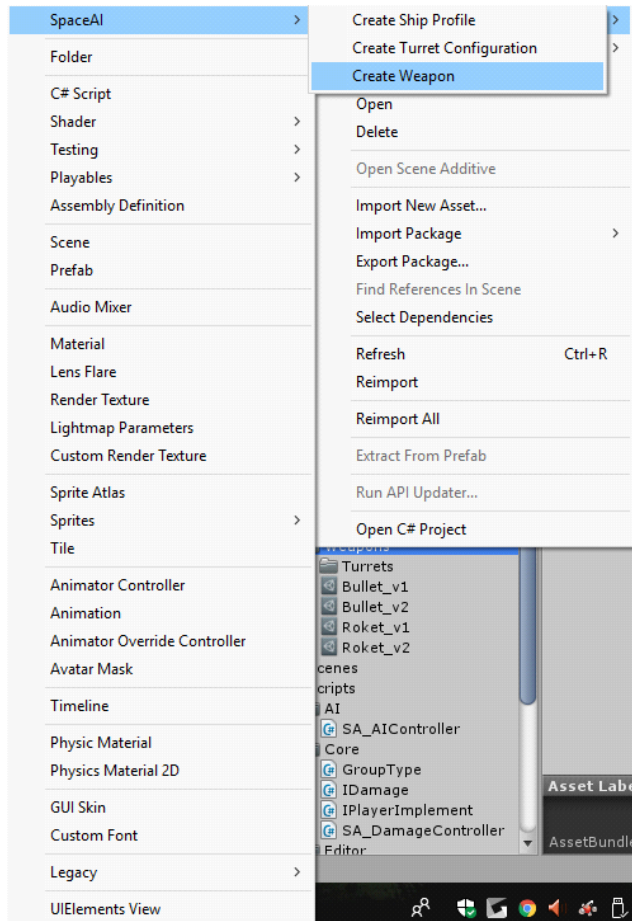 SpaceAI
Folder
C# Script
Shader
Testing
Playables
Assembly Definition
Scene
Prefab
Audio Mixer
Material
Lens Flare
Render Texture
Lightmap Parameters
Custom Render Texture
Sprite Atlas
Sprites
Tile
Animator Controller
Animation
Animator Override Controller
Avatar Mask
Timeline
Physic Material
Physics Material 2D
GUI Skin
Custom Font
Legacy
UIElements View
Create Ship Profile
Create Turret Configuration
Create Weapon
Open
Delete
Open Scene Additive
Import New Asset...
Import Package
Export Package...
Find References In Scene
Select Dependencies
Refresh Ctrl+R
Reimport
Reimport All
Extract From Prefab
Run API Updater...
Open C# Project
Weapons
Turrets
Bullet_v1
Bullet_v2
Roket_v1
Roket_v2
cenes
cripts
AI
SA_AIController
Core
GroupType
IDamage
IPlayerImplement
SA_DamageController
Editor
Asset Labe
AssetBundle